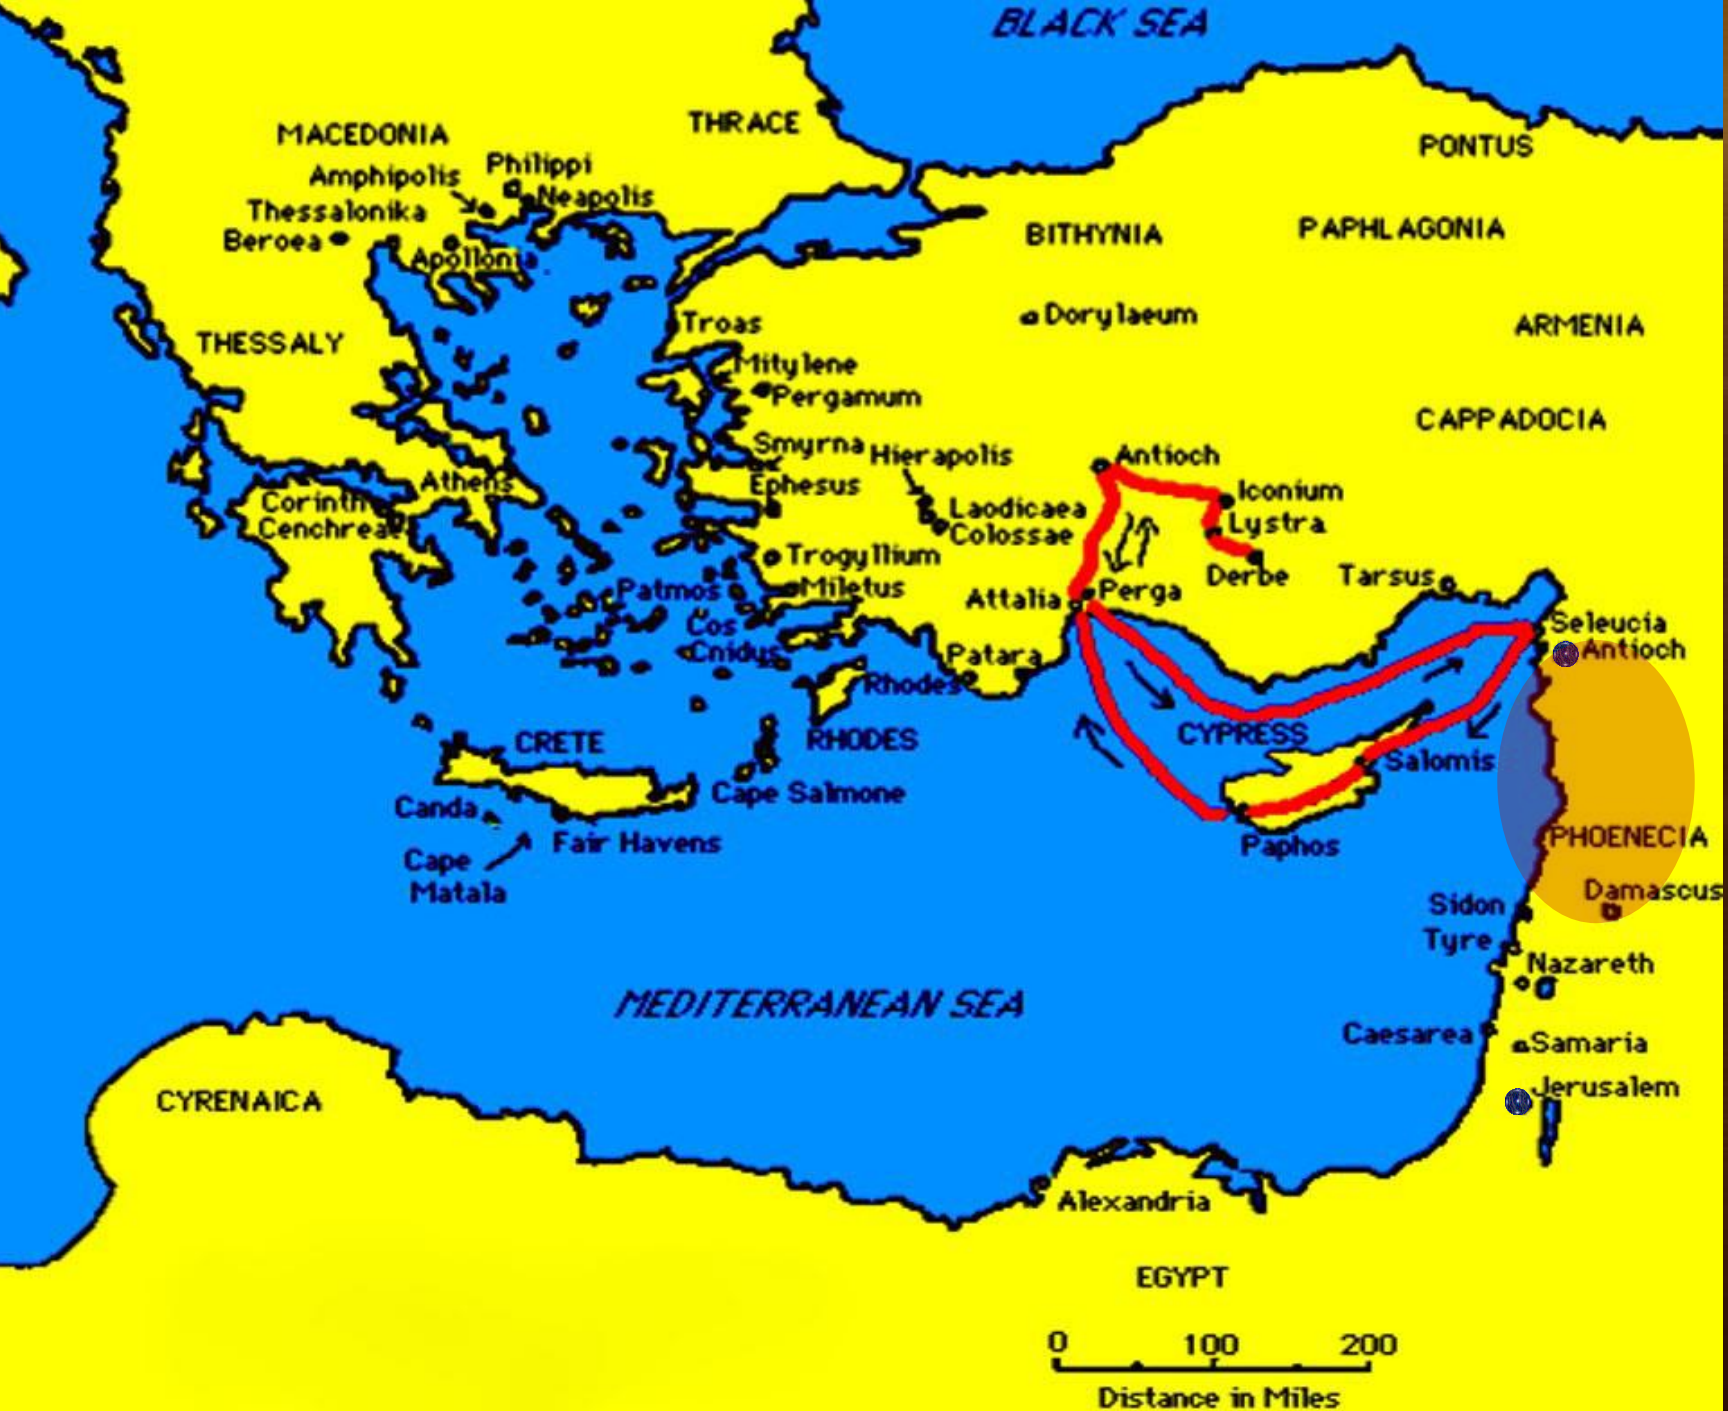 BLACK SEA
THRACE
MACEDONIA
PONTUS
Philippi
Amphipolis
Neapolis
Thessalonika
Beroea
BITHYNIA
PAPHLAGONIA
Apollonia
Dorylaeum
Troas
ARMENIA
THESSALY
Mitylene
Pergamum
CAPPADOCIA
Smyrna
Hierapolis
Antioch
Athens
Ephesus
Iconium
Corinth
Laodicaea
Lystra
Cenchreae
Colossae
Trogyllium
Derbe
Tarsus
Patmos
Miletus
Attalia
Perga
Cos
Seleucia
Cnidus
Patara
Antioch
Rhodes
CRETE
RHODES
CYPRESS
Salomis
Canda
Cape Salmone
Fair Havens
Paphos
PHOENECIA
Cape
Matala
Damascus
Sidon
Tyre
Nazareth
MEDITERRANEAN SEA
Caesarea
Samaria
CYRENAICA
Jerusalem
Alexandria
EGYPT
0 100 200
Distance in Miles